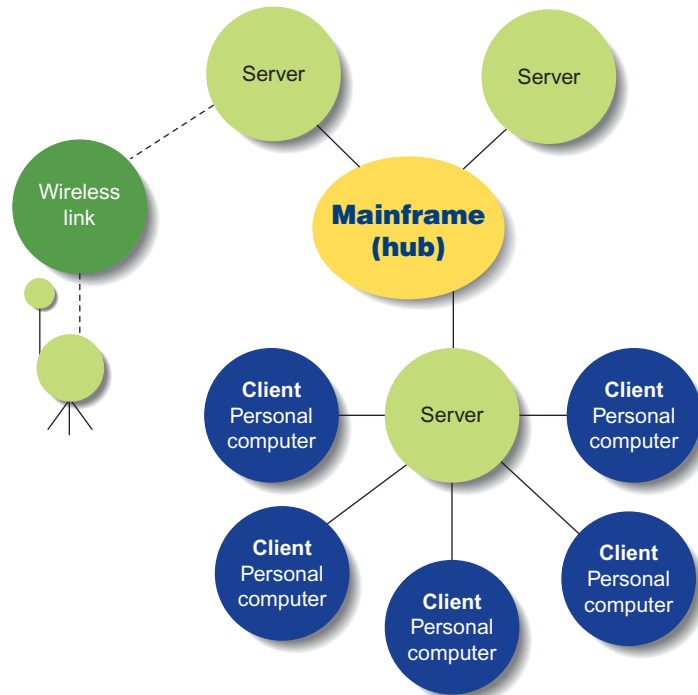 Server
Server
Wireless
link
Mainframe
(hub)
Client
Personal
computer
Server
Client
Personal
computer
Client
Personal
computer
Client
Personal
computer
Client
Personal
computer